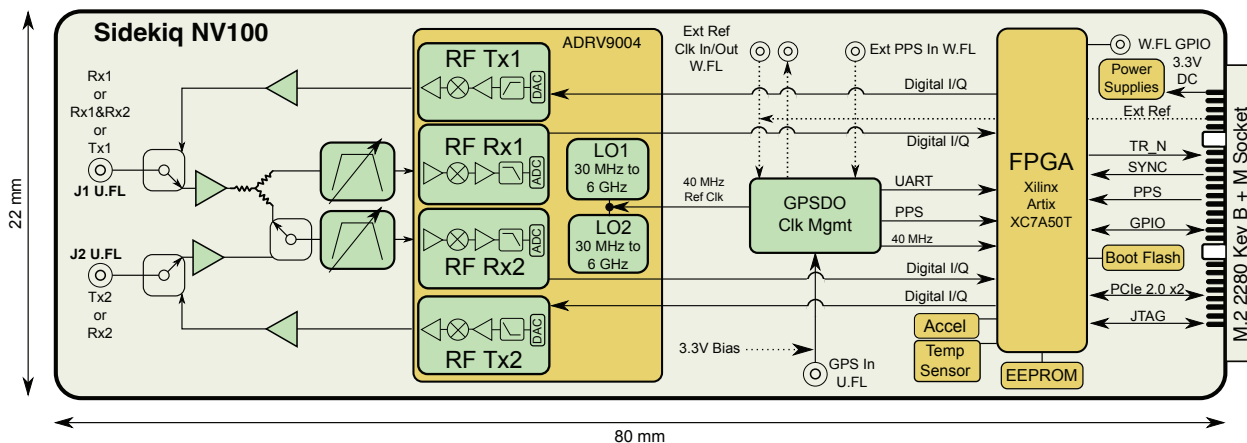 Sidekiq NV100
ADRV9004
Rx1
or
Rx1&Rx2
or
Tx1
J1 U.FL
J2 U.FL
Tx2
or
Rx2
RF Tx1
DAC
RF Rx1
ADC
RF Rx2
ADC
RF Tx2
DAC
LO1
30 MHz to
6 GHz
LO2
30 MHz to
6 GHz
40 MHz
Ref Clk
Ext Ref
Clk In/Out
W.FL
Ext PPS In W.FL
Digital I/Q
Digital I/Q
GPSDO
Clk Mgmt
UART
PPS
40 MHz
Digital I/Q
Digital I/Q
3.3V Bias
GPS In
U.FL
Accel
Temp
Sensor
FPGA
Xilinx
Artix
XC7A50T
EEPROM
W.FL GPIO
Power
Supplies
3.3V
DC
Ext Ref
TR_N
SYNC
PPS
GPIO
Boot Flash
PCIe 2.0 x2
JTAG
M.2 2280 Key B + M Socket
22 mm
80 mm